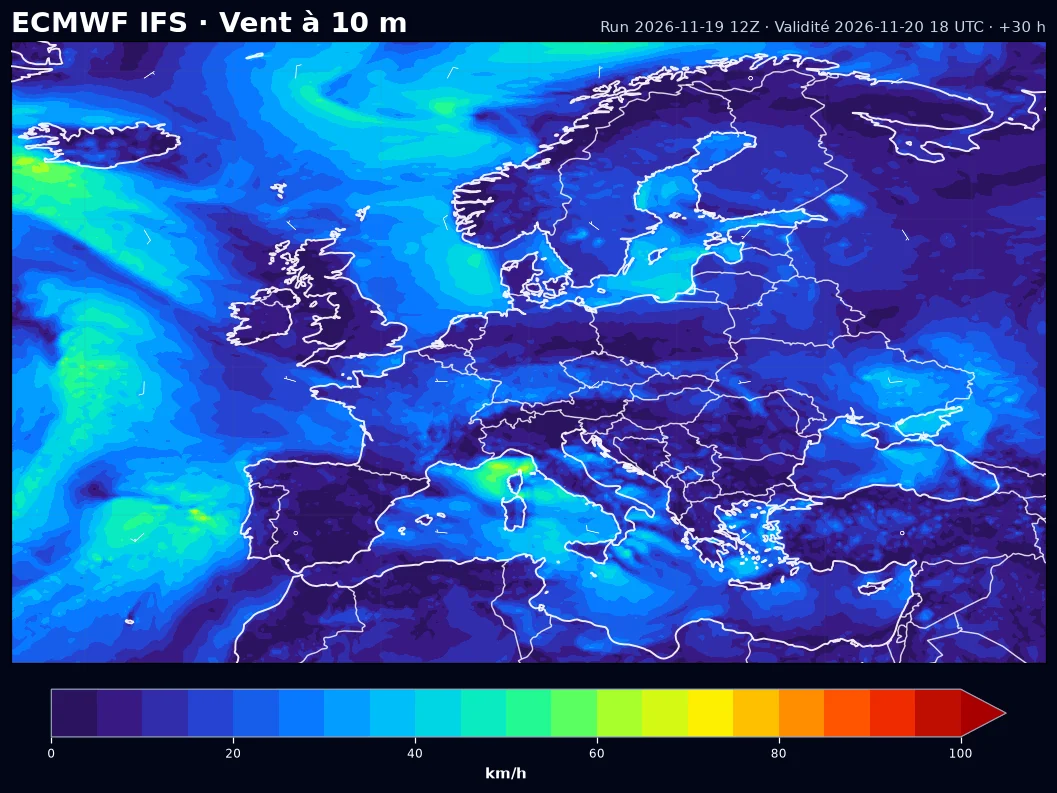 ECMWF IFS · Vent à 10 m
Run 2026-11-19 12Z · Validité 2026-11-20 18 UTC · +30 h
0 20 40 60 80 100
km/h